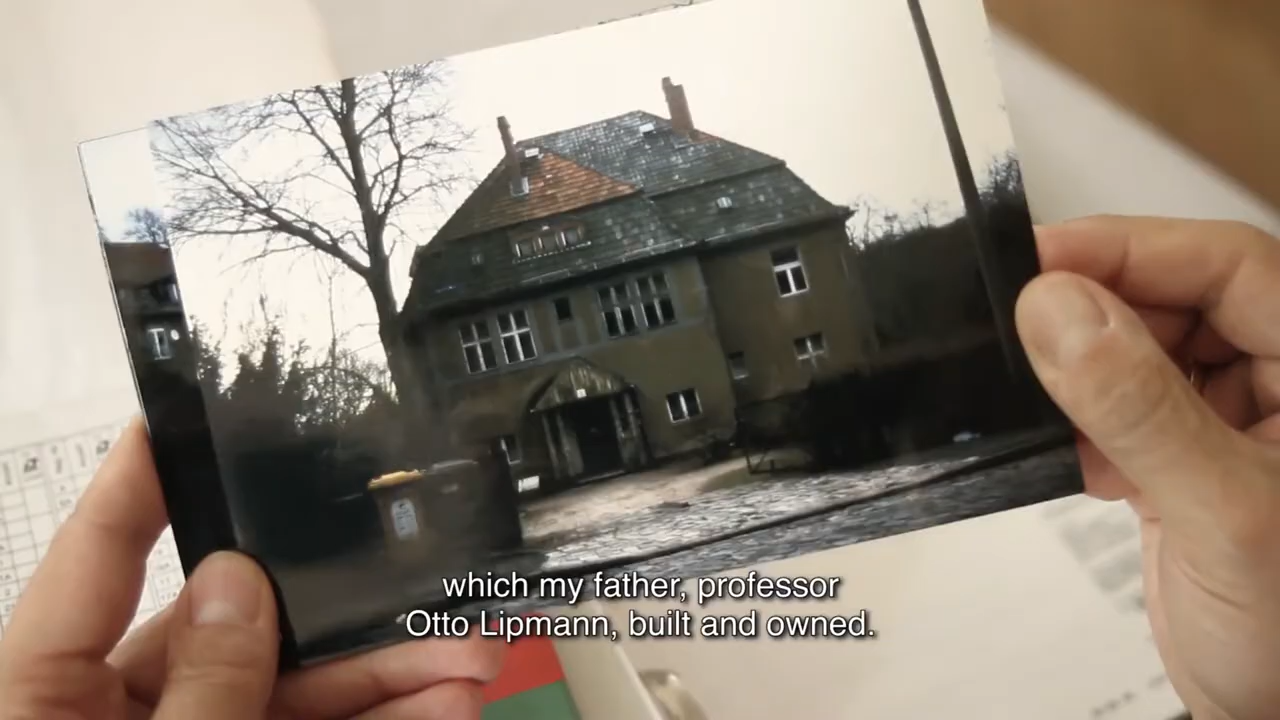 which my father, professor
Otto Lipmann, built and owned.